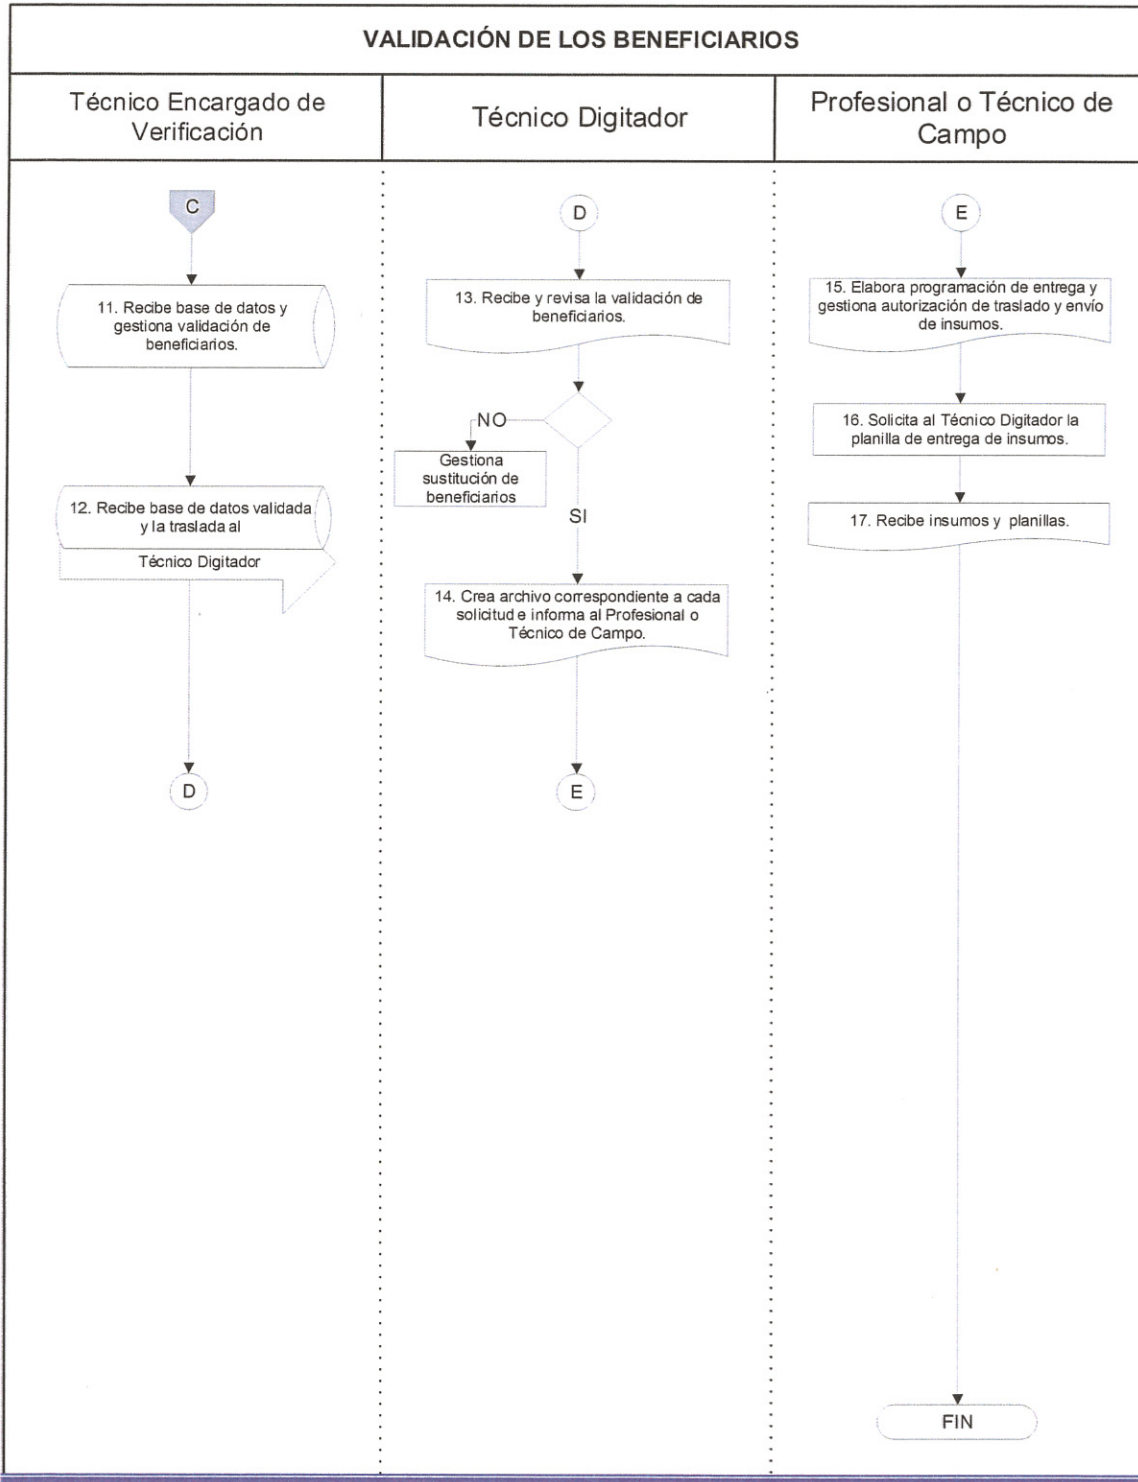 VALIDACIÓN DE LOS BENEFICIARIOS
Técnico Encargado de
Verificación
Técnico Digitador
Profesional o Técnico de
Campo
C
11. Recibe base de datos y
gestiona validación de
beneficiarios.
12. Recibe base de datos validada
y la traslada al
Técnico Digitador
D
D
13. Recibe y revisa la validación de
beneficiarios.
NO
Gestiona
sustitución de
beneficiarios
SI
14. Crea archivo correspondiente a cada
solicitud e informa al Profesional o
Técnico de Campo.
E
E
15. Elabora programación de entrega y
gestiona autorización de traslado y envío
de insumos.
16. Solicita al Técnico Digitador la
planilla de entrega de insumos.
17. Recibe insumos y planillas.
FIN